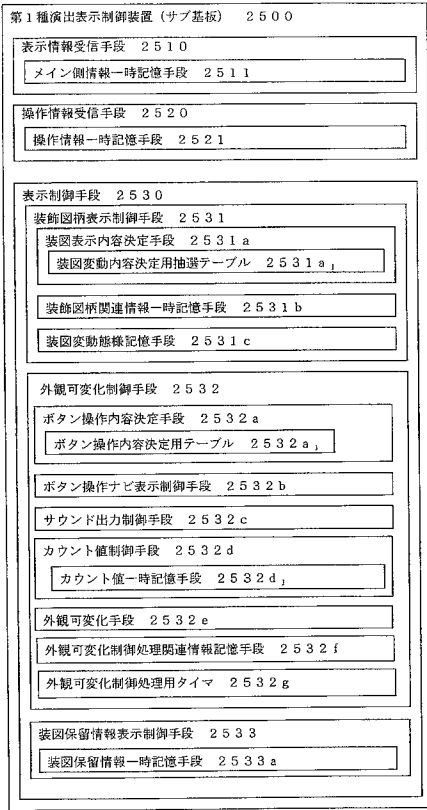 第１種演出表示制御装置（サブ基板） ２５００
表示情報受信手段 ２５１０
メイン側情報一時記憶手段 ２５１１
操作情報受信手段 ２５２０
操作情報一時記憶手段 ２５２１
表示制御手段 ２５３０
装飾図柄表示制御手段 ２５３１
装図表示内容決定手段 ２５３１ａ
装図変動内容決定用抽選テーブル ２５３１ａ₁
装飾図柄関連情報一時記憶手段 ２５３１ｂ
装図変動態様記憶手段 ２５３１ｃ
外観可変化制御手段 ２５３２
ボタン操作内容決定手段 ２５３２ａ
ボタン操作内容決定用テーブル ２５３２ａ₁
ボタン操作ナビ表示制御手段 ２５３２ｂ
サウンド出力制御手段 ２５３２ｃ
カウント値制御手段 ２５３２ｄ
カウント値一時記憶手段 ２５３２ｄ₁
外観可変化手段 ２５３２ｅ
外観可変化制御処理関連情報記憶手段 ２５３２ｆ
外観可変化制御処理用タイマ ２５３２ｇ
装図保留情報表示制御手段 ２５３３
装図保留情報一時記憶手段 ２５３３ａ